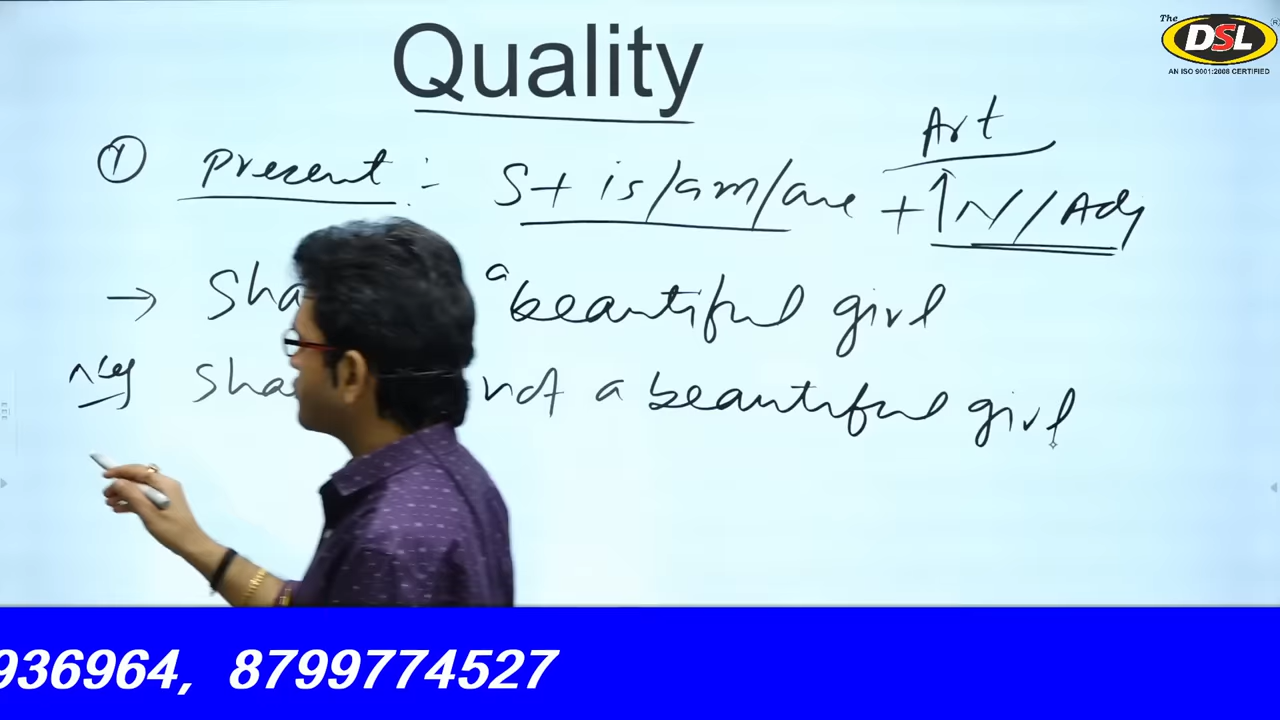 The
DSL
®
AN ISO 9001:2008 CERTIFIED
Quality
Art
① Present :- S + is/am/are + ↑ N/Adj
→ Sha a beautiful girl
Neg Sha not a beautiful girl
936964, 8799774527